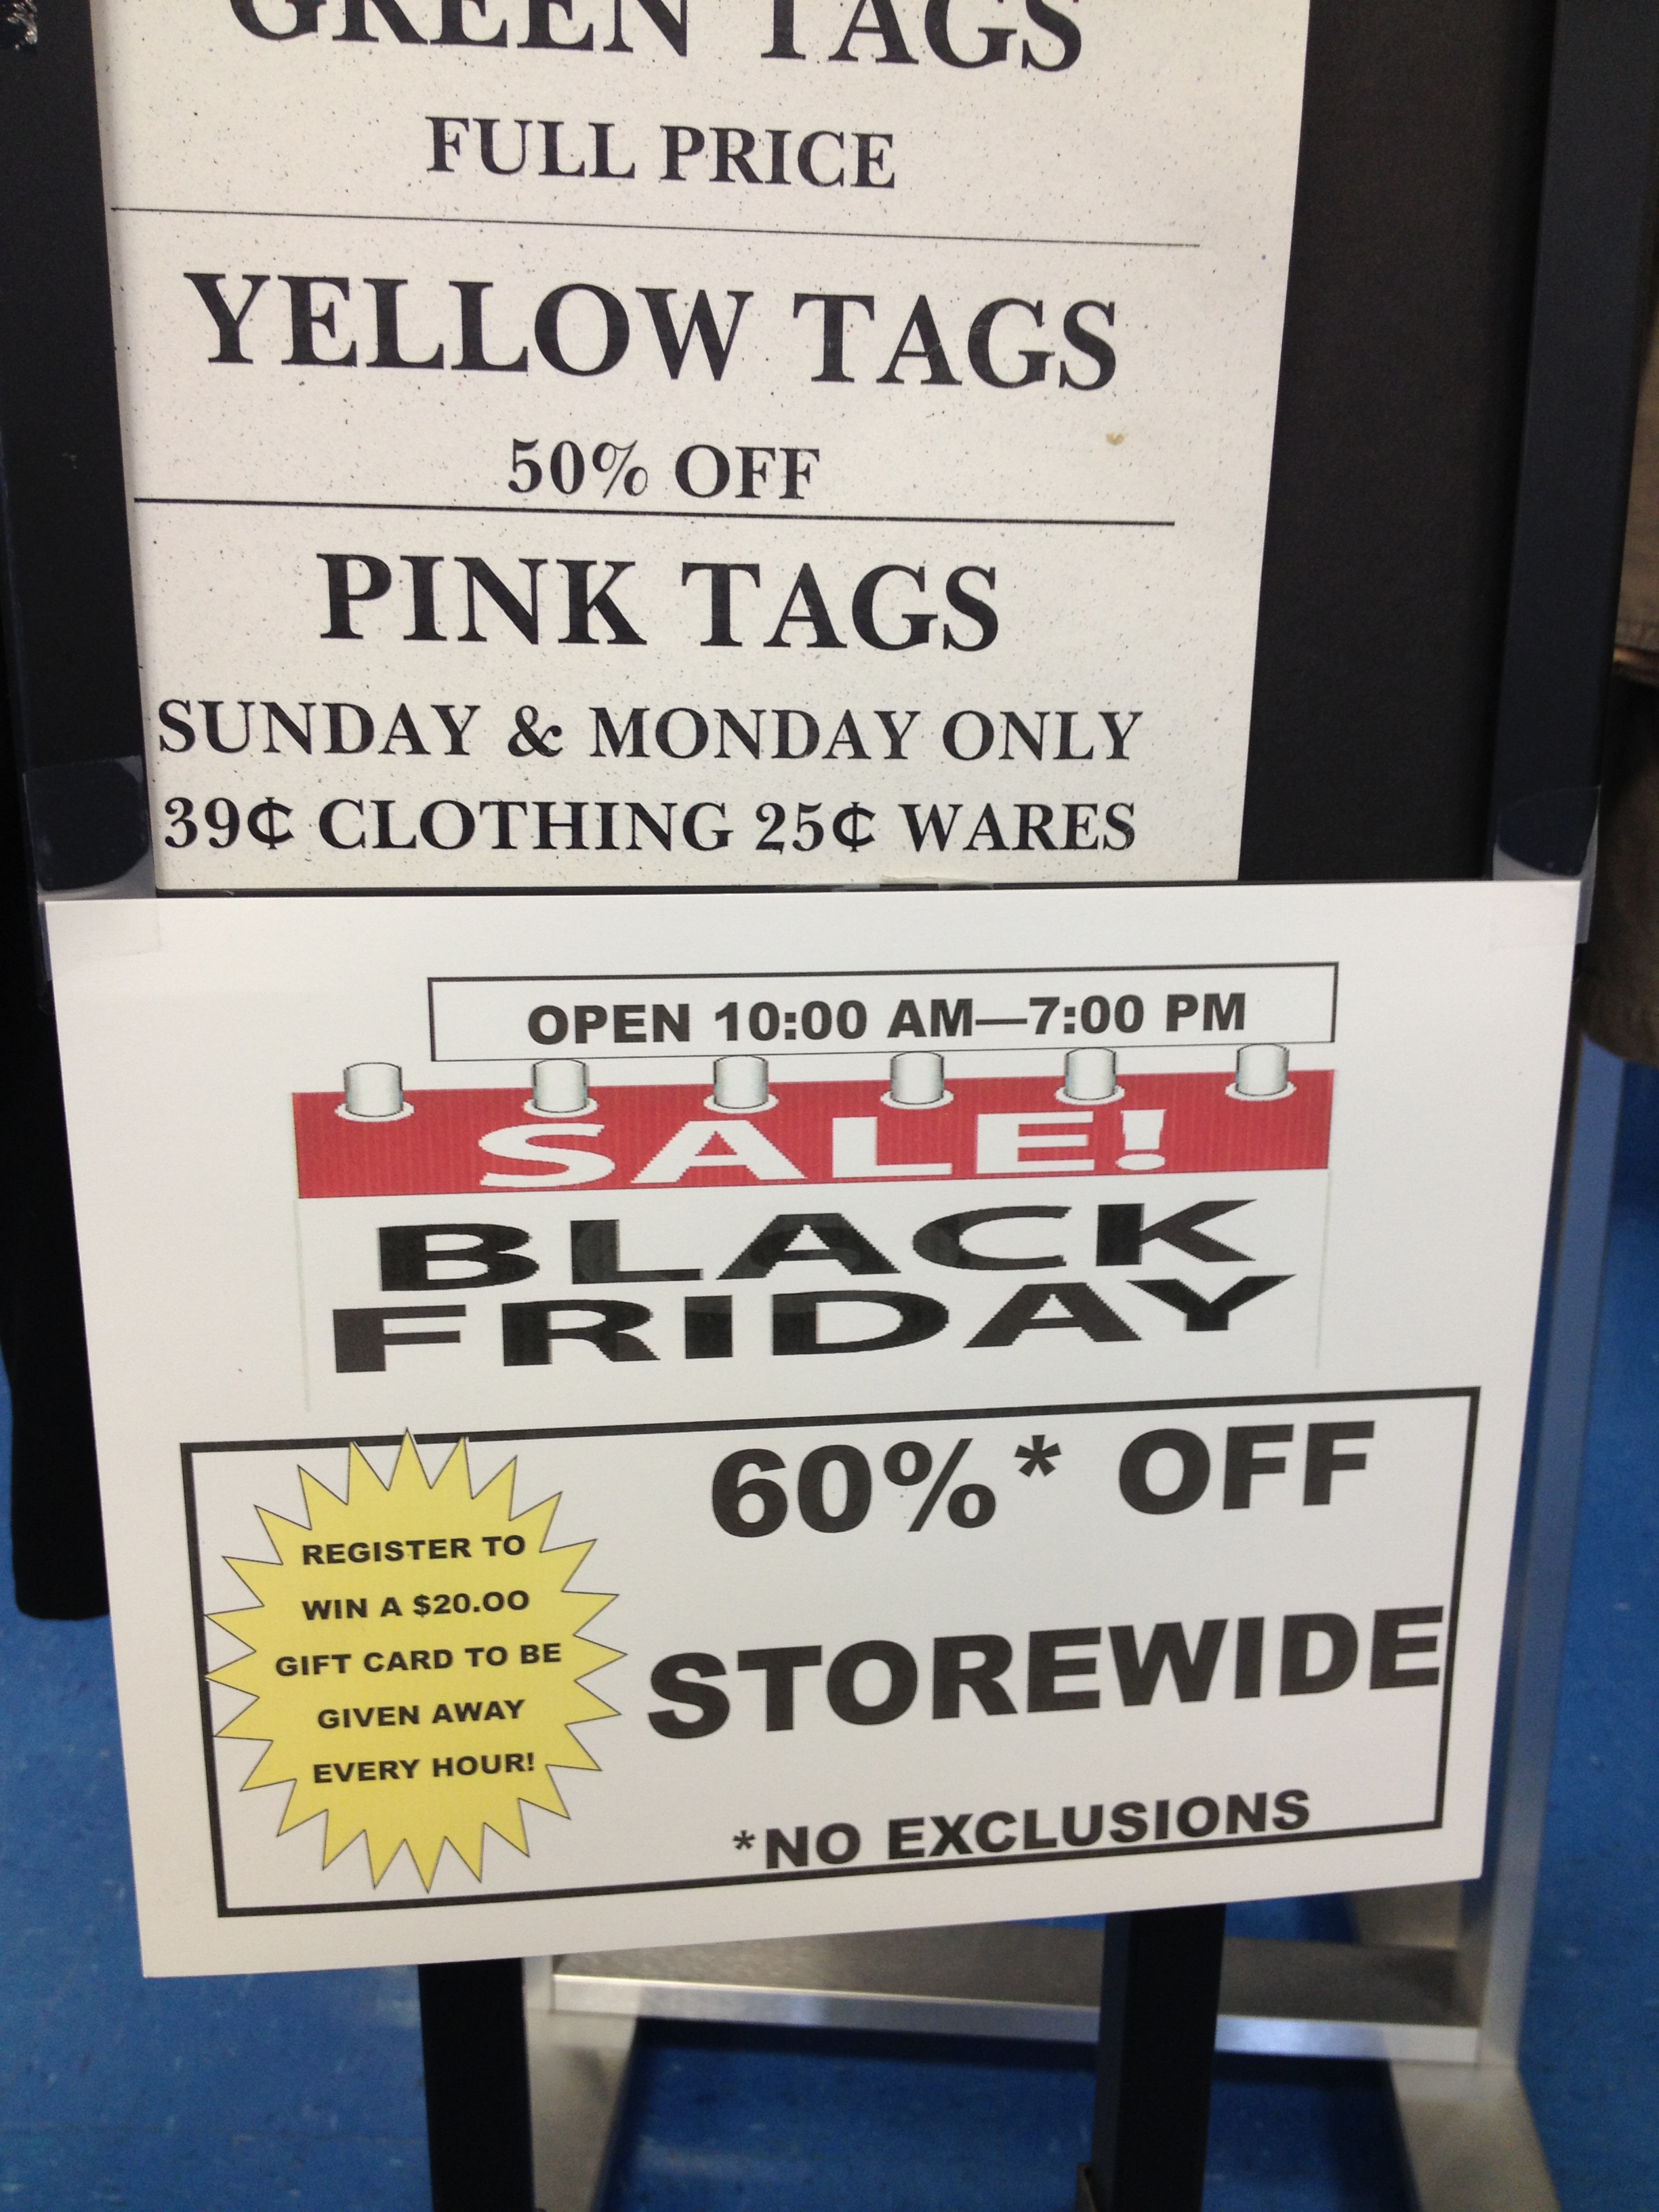 GREEN TAGS
FULL PRICE
YELLOW TAGS
50% OFF
PINK TAGS
SUNDAY & MONDAY ONLY
39¢ CLOTHING 25¢ WARES
OPEN 10:00 AM—7:00 PM
SALE!
BLACK
FRIDAY
60%* OFF
STOREWIDE
*NO EXCLUSIONS
REGISTER TO
WIN A $20.00
GIFT CARD TO BE
GIVEN AWAY
EVERY HOUR!